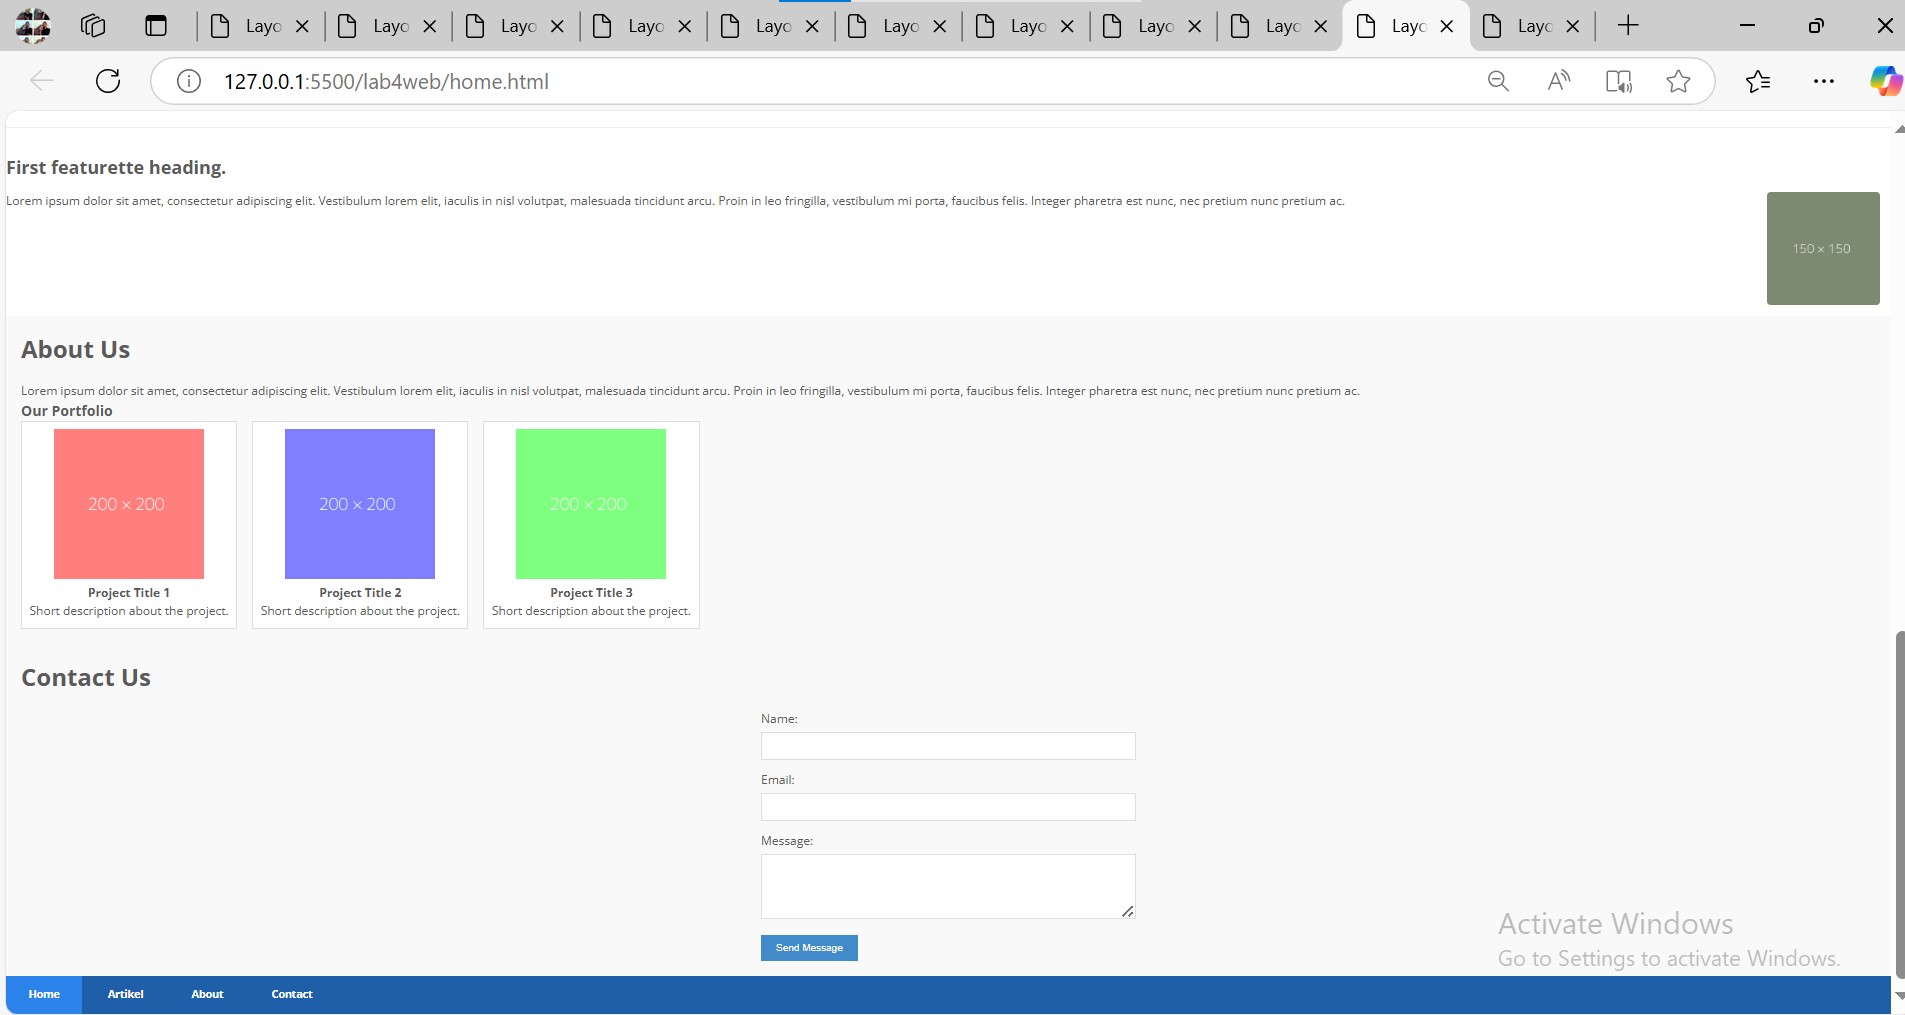 Layo Layo Layo Layo Layo Layo Layo Layo Layo Layo Layo
127.0.0.1:5500/lab4web/home.html
First featurette heading.
Lorem ipsum dolor sit amet, consectetur adipiscing elit. Vestibulum lorem elit, iaculis in nisl volutpat, malesuada tincidunt arcu. Proin in leo fringilla, vestibulum mi porta, faucibus felis. Integer pharetra est nunc, nec pretium nunc pretium ac.
150 × 150
About Us
Lorem ipsum dolor sit amet, consectetur adipiscing elit. Vestibulum lorem elit, iaculis in nisl volutpat, malesuada tincidunt arcu. Proin in leo fringilla, vestibulum mi porta, faucibus felis. Integer pharetra est nunc, nec pretium nunc pretium ac.
Our Portfolio
200 × 200
Project Title 1
Short description about the project.
200 × 200
Project Title 2
Short description about the project.
200 × 200
Project Title 3
Short description about the project.
Contact Us
Name:
Email:
Message:
Send Message
Activate Windows
Go to Settings to activate Windows.
Home Artikel About Contact